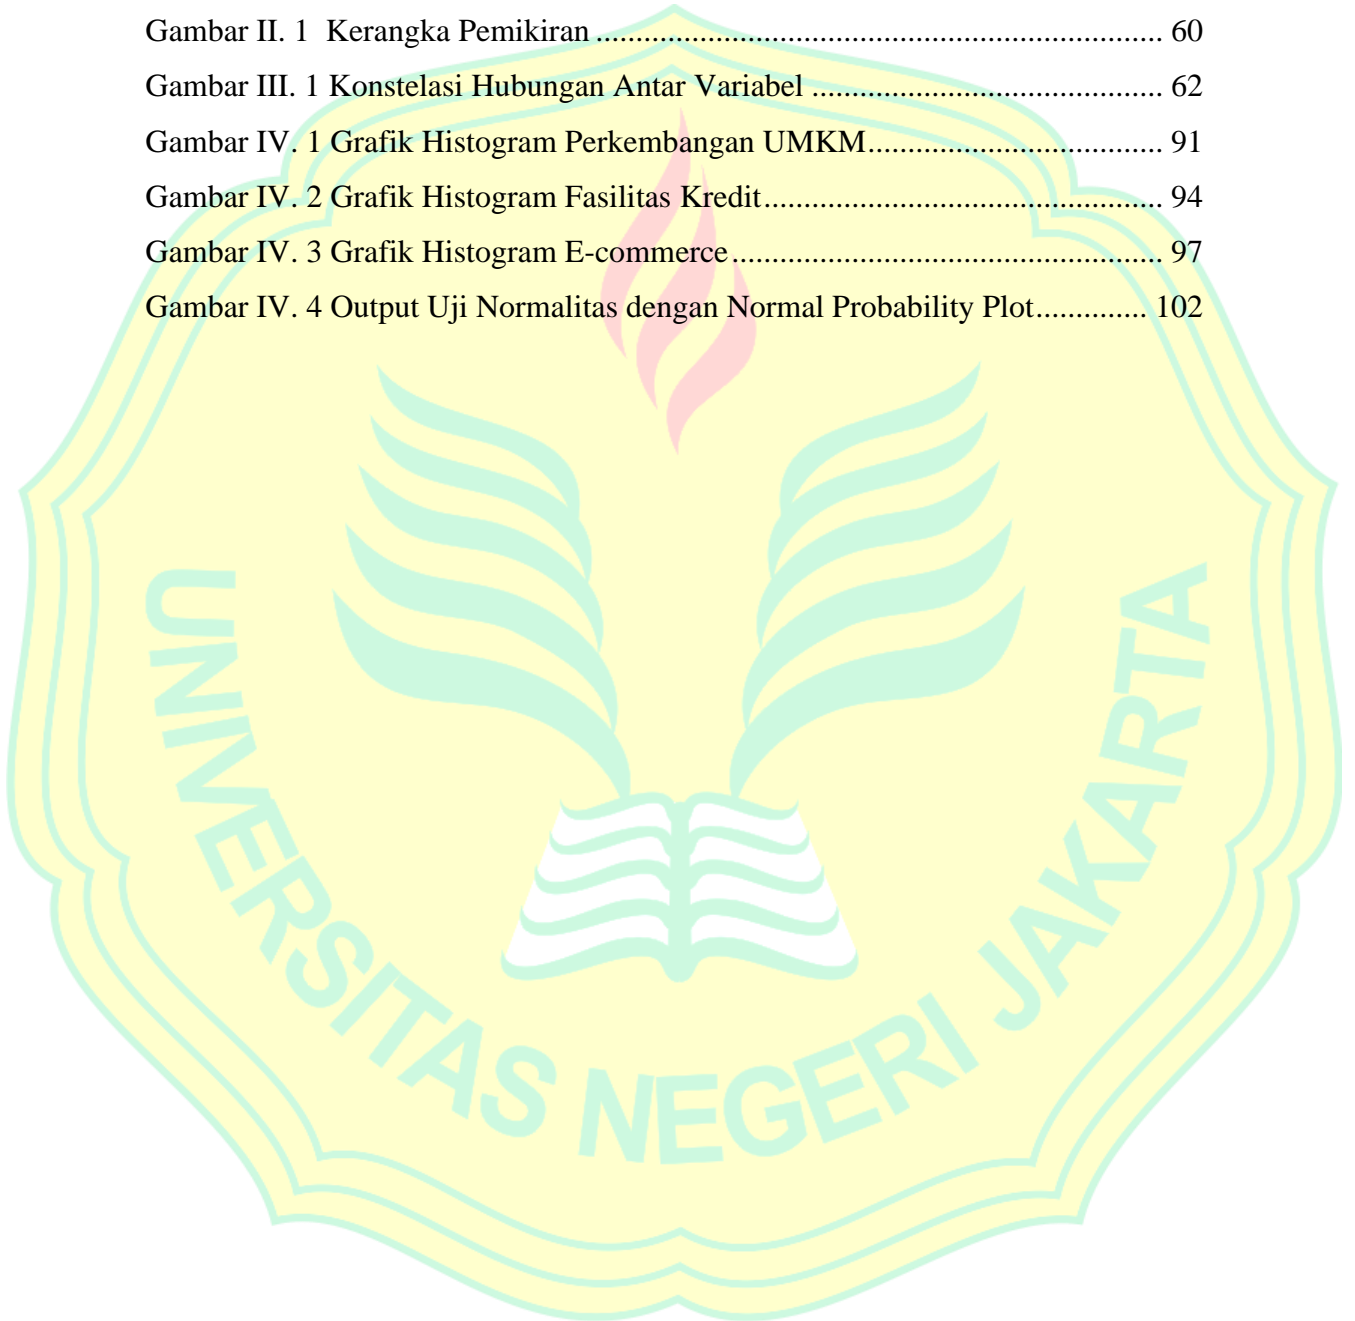 Gambar II. 1  Kerangka Pemikiran ...................................................................... 60
Gambar III. 1 Konstelasi Hubungan Antar Variabel ........................................... 62
Gambar IV. 1 Grafik Histogram Perkembangan UMKM.................................... 91
Gambar IV. 2 Grafik Histogram Fasilitas Kredit................................................. 94
Gambar IV. 3 Grafik Histogram E-commerce..................................................... 97
Gambar IV. 4 Output Uji Normalitas dengan Normal Probability Plot.............. 102
UNIVERSITAS NEGERI JAKARTA